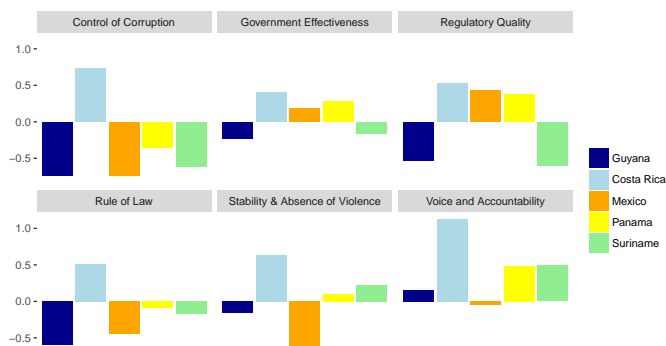 Control of Corruption
Government Effectiveness
Regulatory Quality
1.0
0.5
0.0
−0.5
Guyana
Costa Rica
Mexico
Panama
Suriname
Rule of Law
Stability & Absence of Violence
Voice and Accountability
1.0
0.5
0.0
−0.5